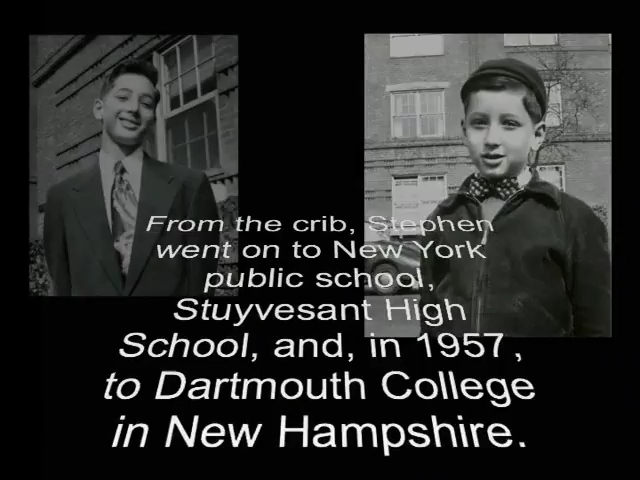 From the crib, Stephen
went on to New York
public school,
Stuyvesant High
School, and, in 1957,
to Dartmouth College
in New Hampshire.